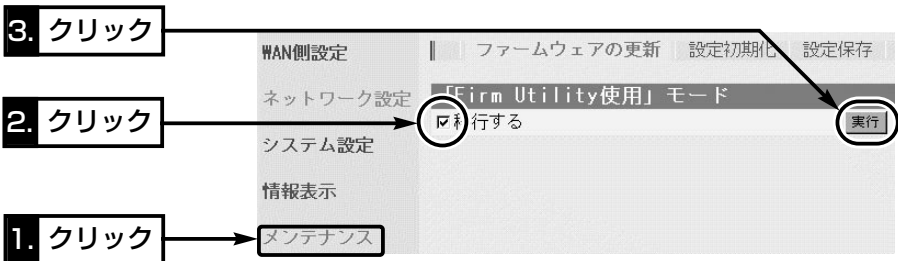 3. クリック
WAN側設定
ファームウェアの更新 設定初期化 設定保存
ネットワーク設定
「Firm Utility使用」モード
2. クリック
移行する
実行
システム設定
情報表示
1. クリック
メンテナンス